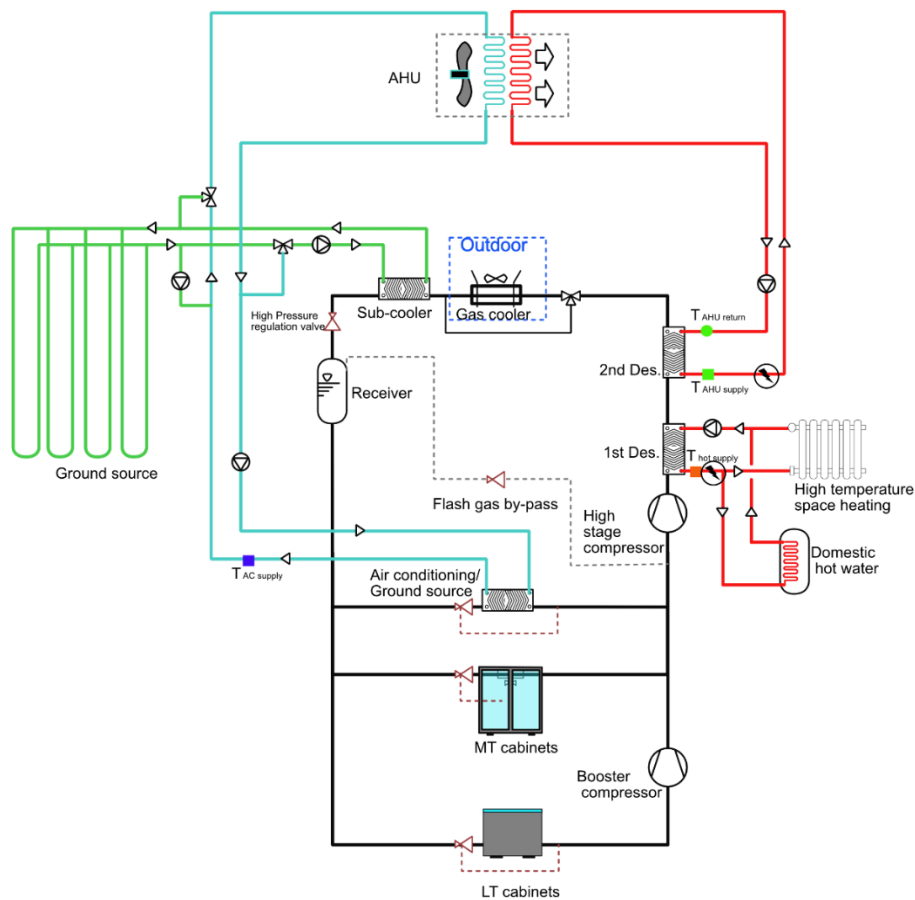 AHU
Outdoor
Sub-cooler
Gas cooler
High Pressure
regulation valve
T AHU return
2nd Des.
T AHU supply
Receiver
1st Des.
T hot supply
Ground source
Flash gas by-pass
High
stage
compressor
High temperature
space heating
Domestic
hot water
T AC supply
Air conditioning/
Ground source
MT cabinets
Booster
compressor
LT cabinets